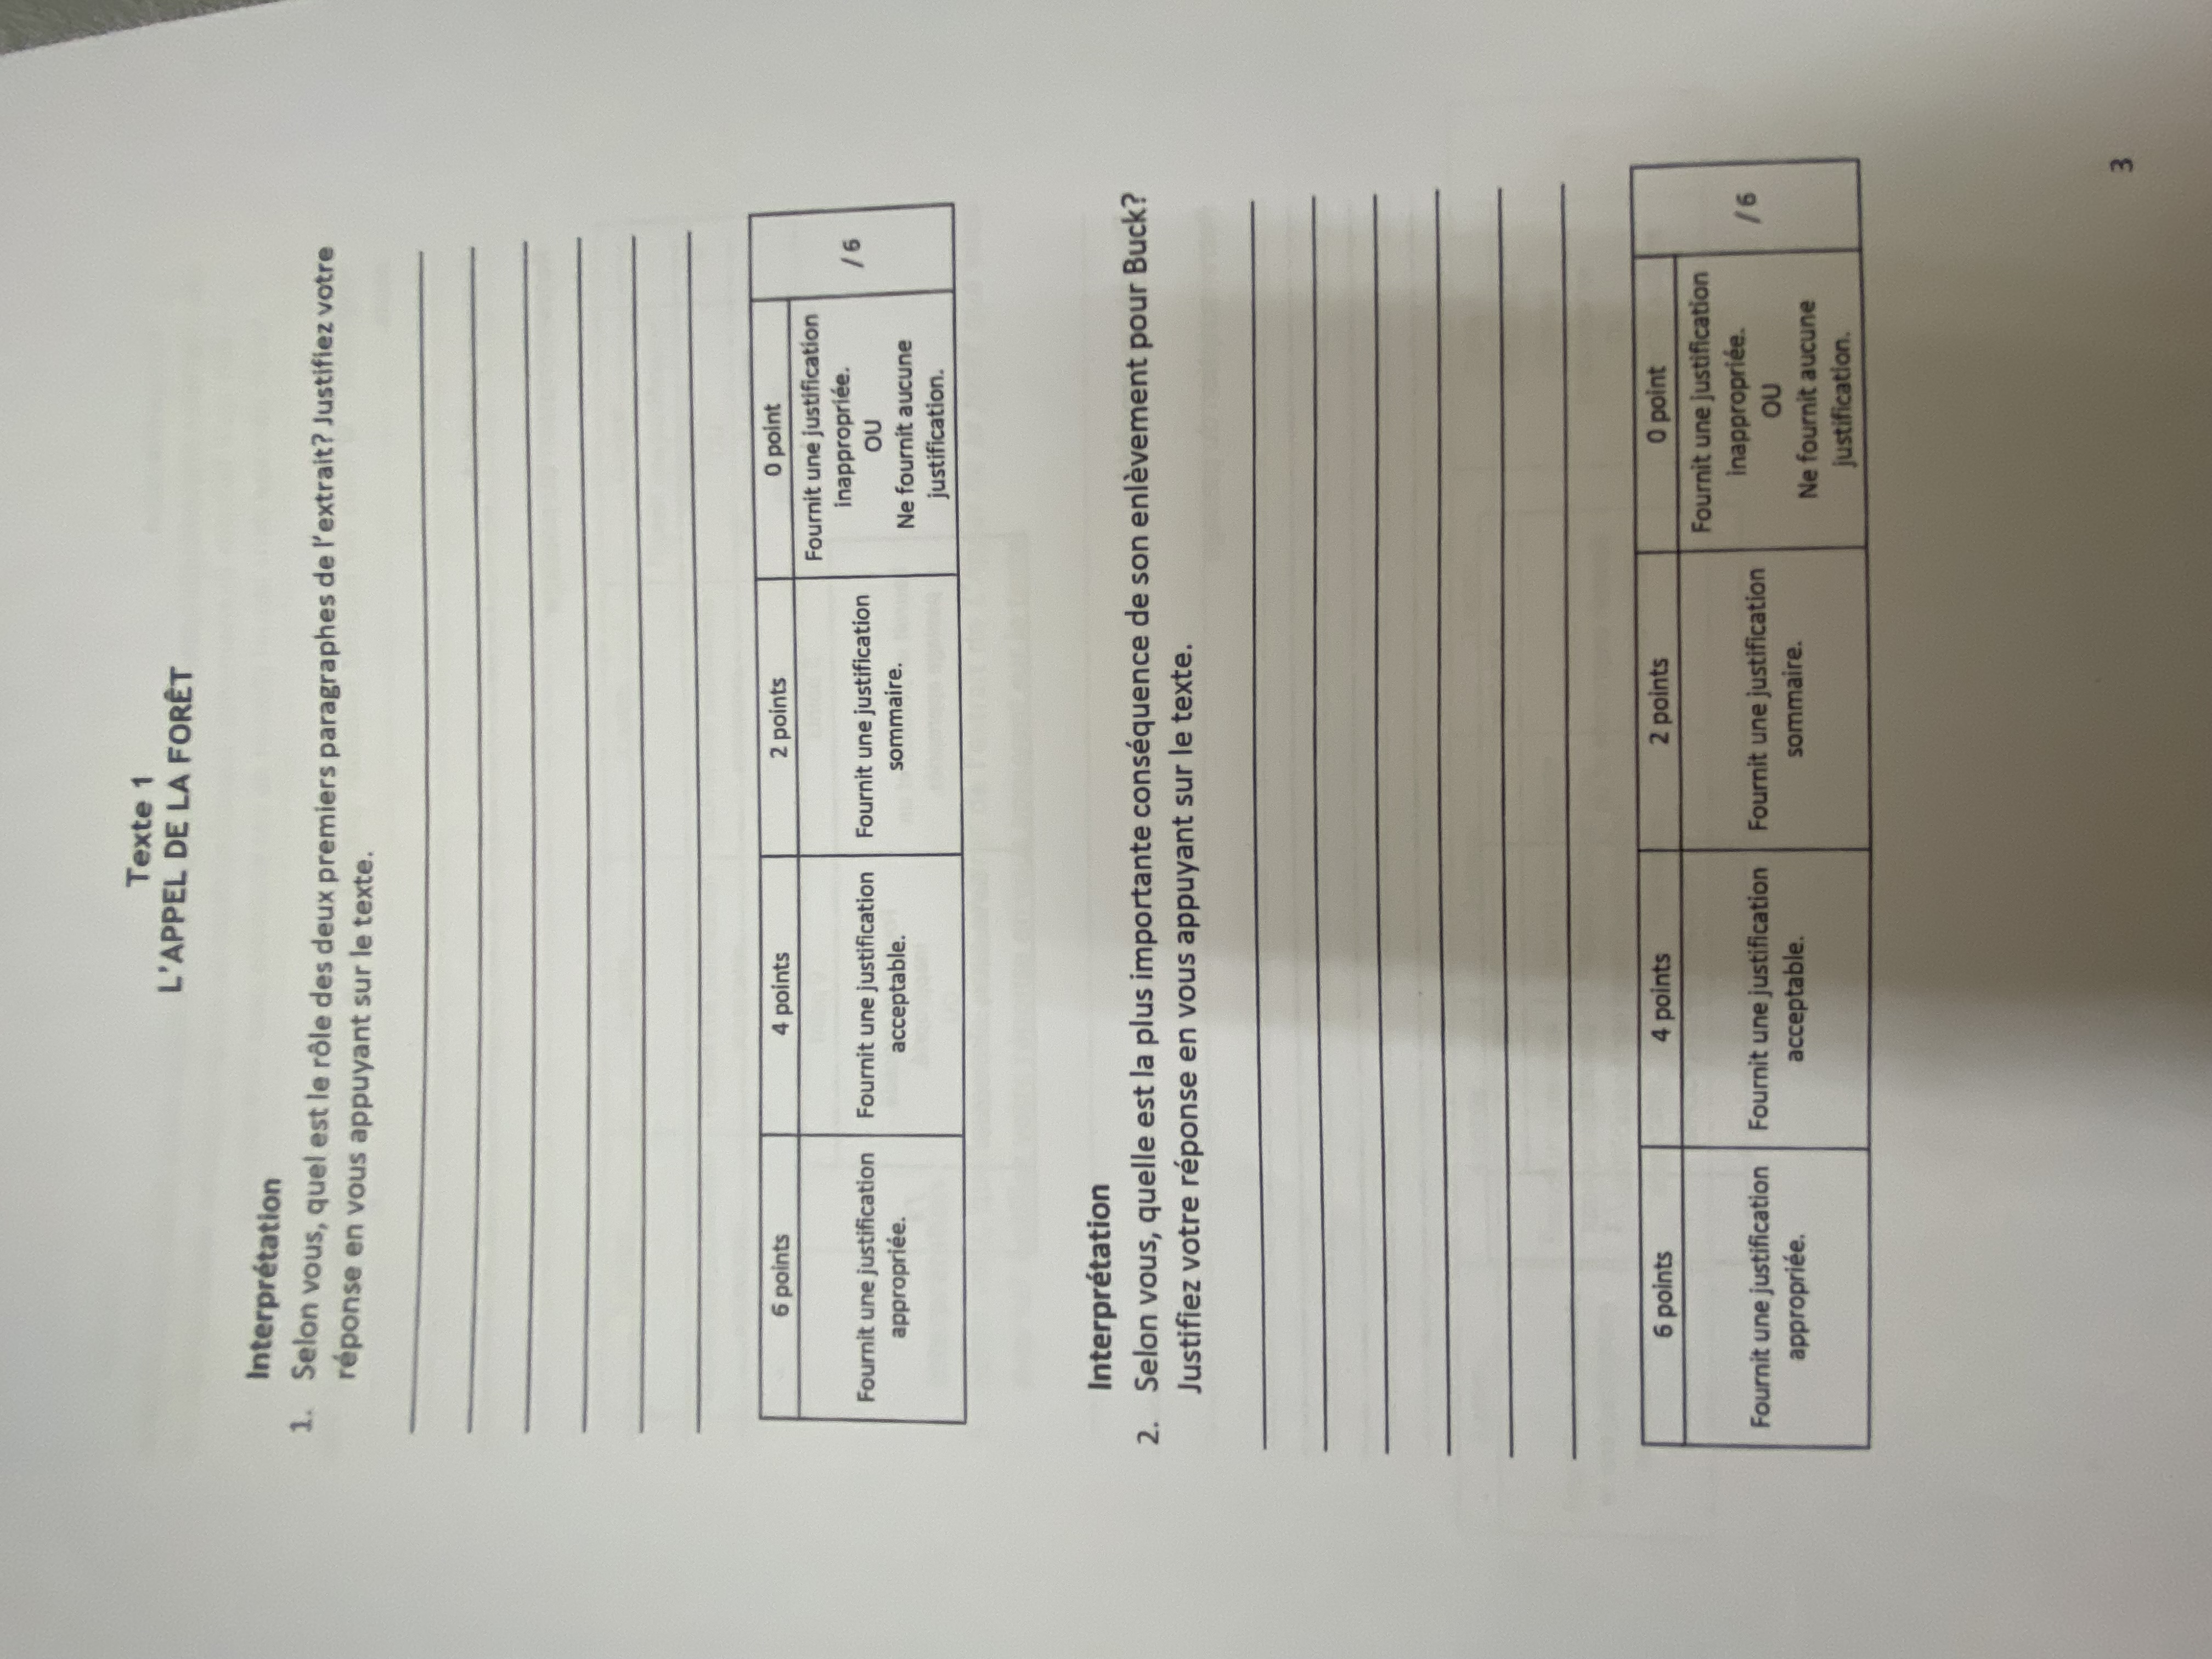 Texte 1
L'APPEL DE LA FORÊT
Interprétation
1. Selon vous, quel est le rôle des deux premiers paragraphes de l'extrait? Justifiez votre
réponse en vous appuyant sur le texte.
6 points 4 points 2 points 0 point
Fournit une justification appropriée.
Fournit une justification acceptable.
Fournit une justification sommaire.
Fournit une justification
inappropriée.
OU
Ne fournit aucune
justification.
/ 6
Interprétation
2. Selon vous, quelle est la plus importante conséquence de son enlèvement pour Buck?
Justifiez votre réponse en vous appuyant sur le texte.
6 points 4 points 2 points 0 point
Fournit une justification appropriée.
Fournit une justification acceptable.
Fournit une justification sommaire.
Fournit une justification
inappropriée.
OU
Ne fournit aucune
justification.
/ 6
3